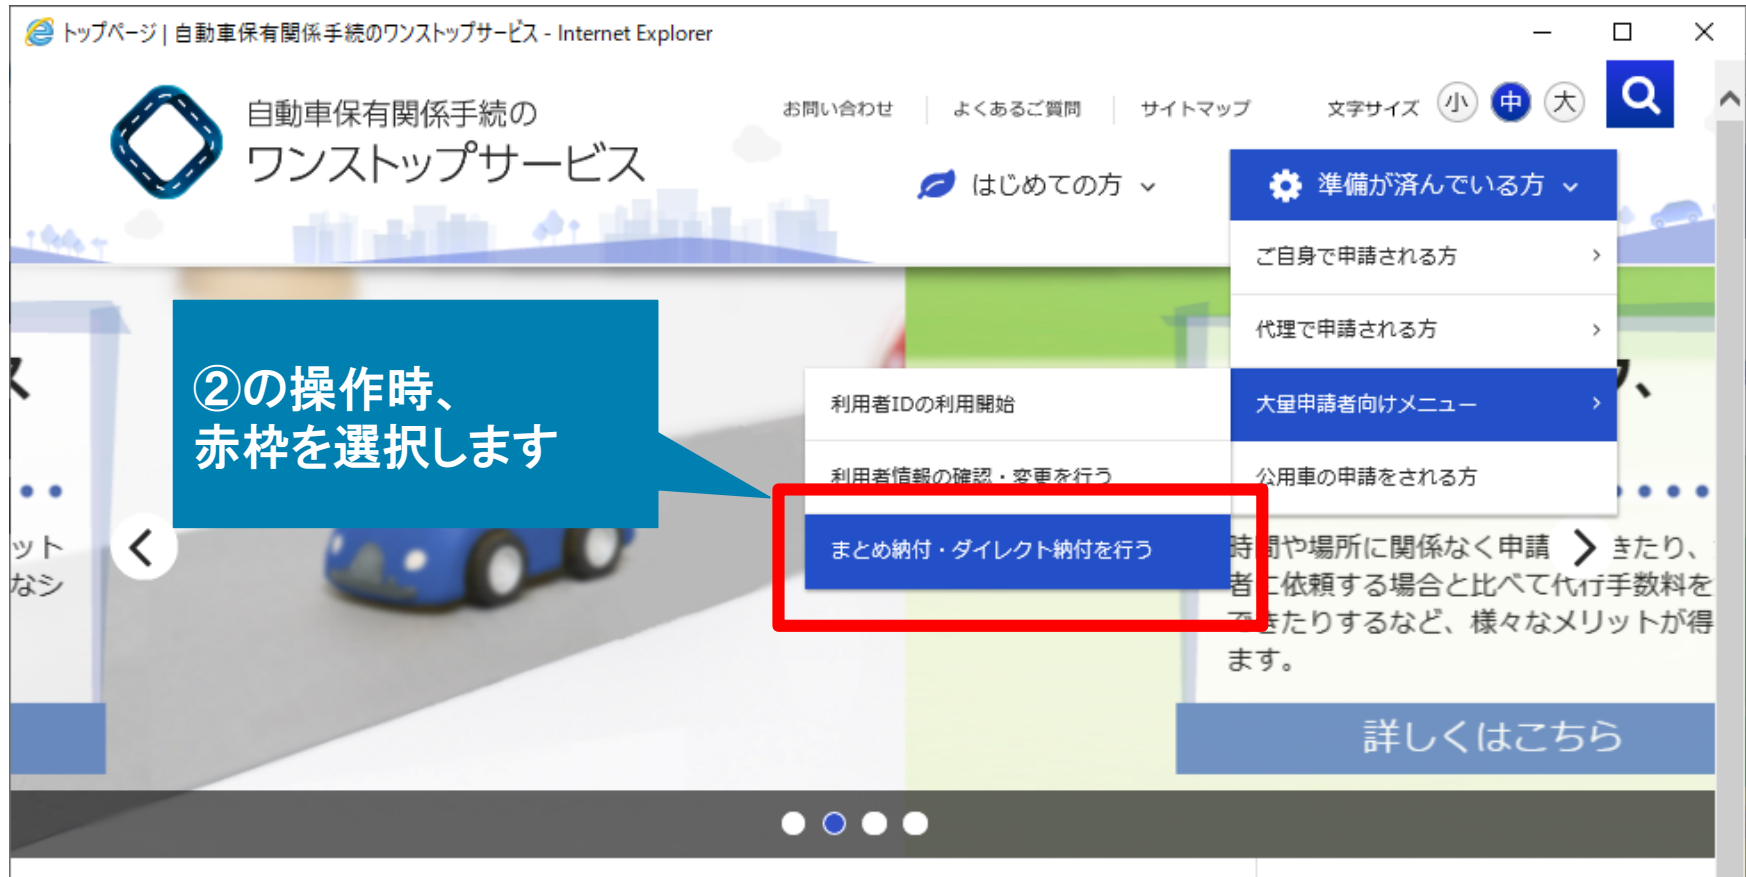 トップページ | 自動車保有関係手続のワンストップサービス - Internet Explorer
自動車保有関係手続の
ワンストップサービス
お問い合わせ
よくあるご質問
サイトマップ
文字サイズ 小 中 大
はじめての方
準備が済んでいる方
ご自身で申請される方
代理で申請される方
大量申請者向けメニュー
公用車の申請をされる方
利用者IDの利用開始
利用者情報の確認・変更を行う
まとめ納付・ダイレクト納付を行う
②の操作時、
赤枠を選択します
ス
ット
なシ
時間や場所に関係なく申請 きたり、
者に依頼する場合と比べて代行手数料を
できたりするなど、様々なメリットが得
ます。
詳しくはこちら